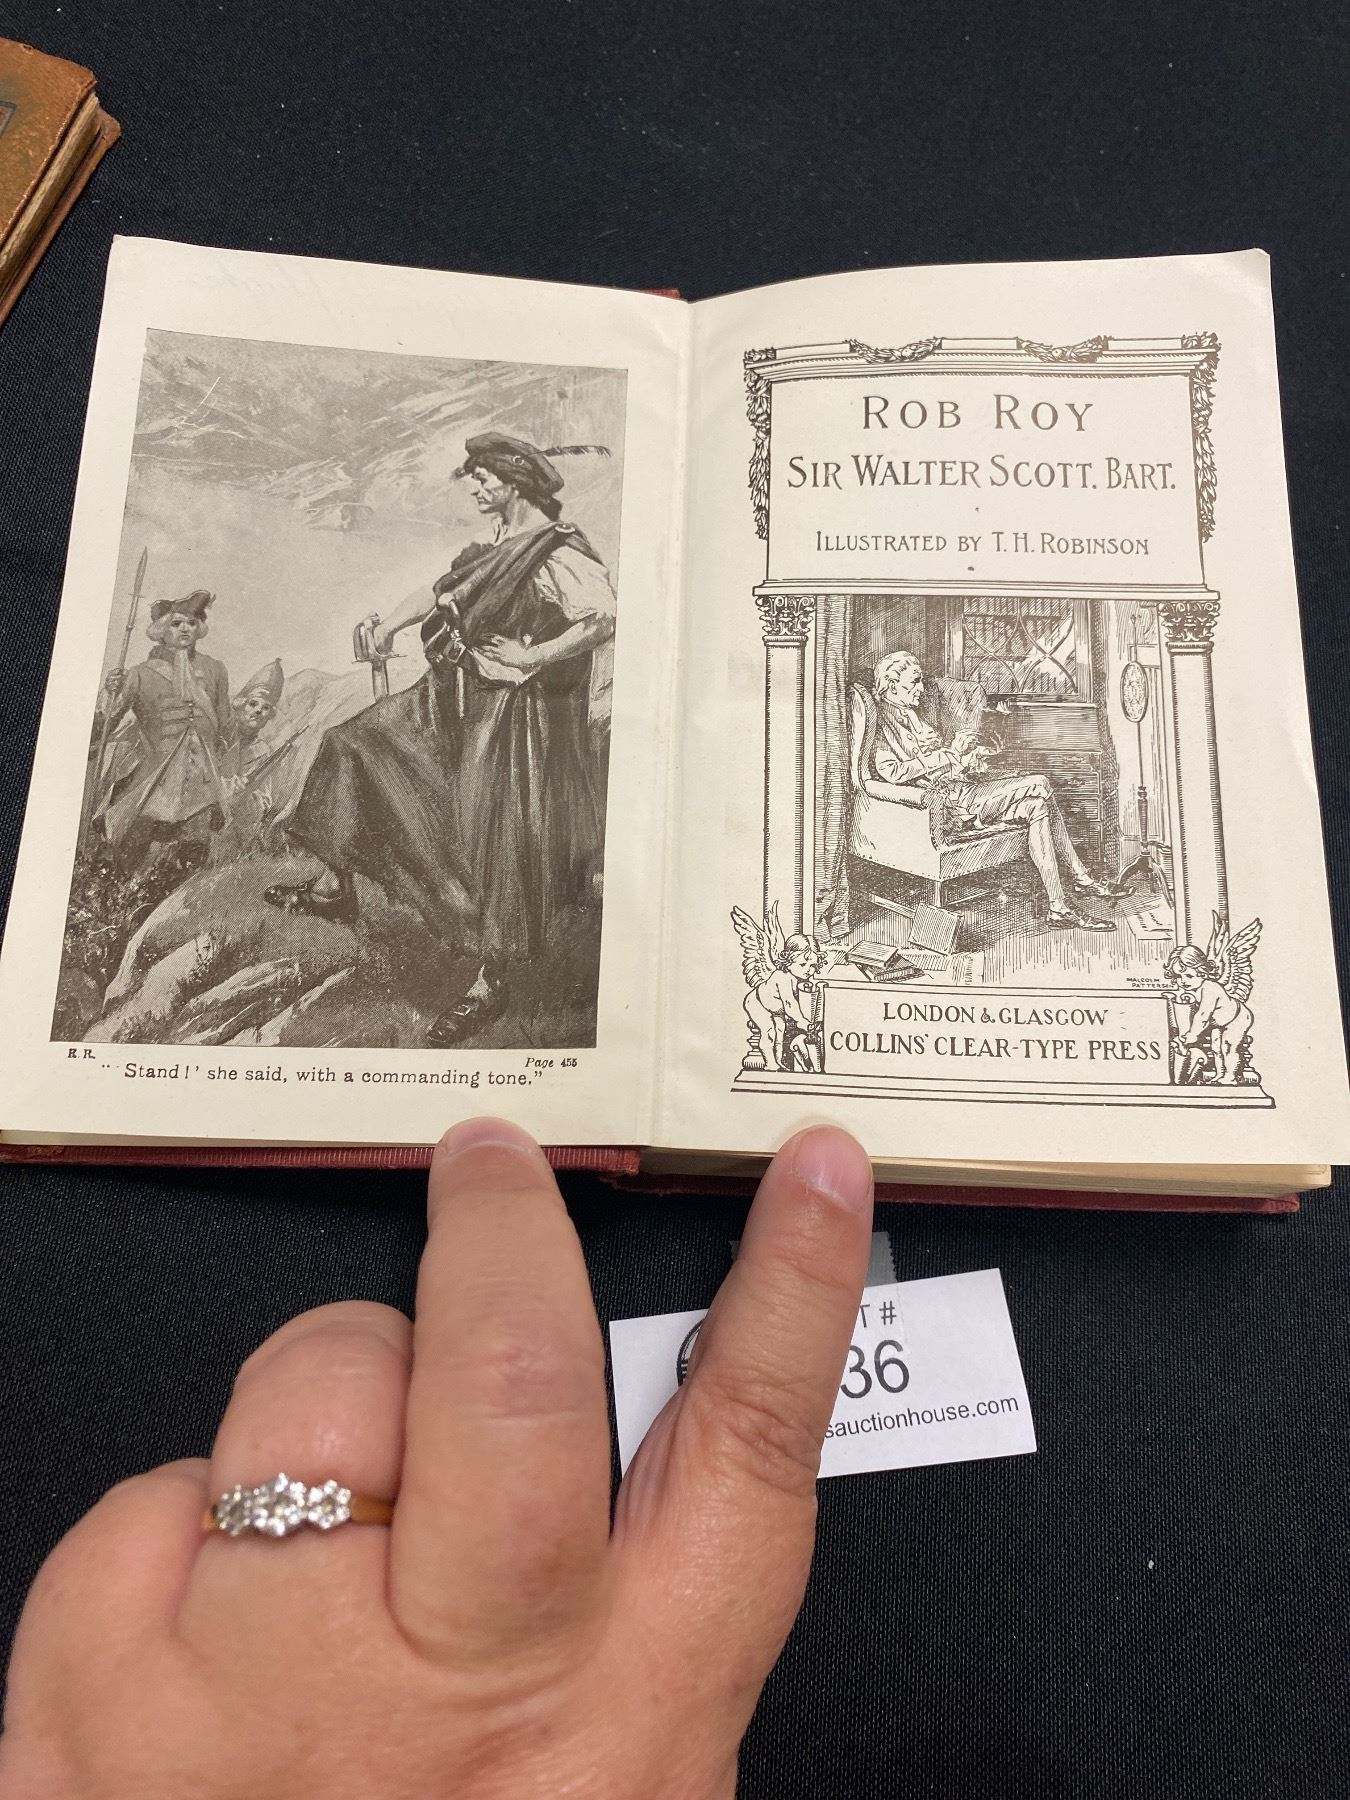 R. R.
Page 455
"'Stand!' she said, with a commanding tone."
ROB ROY
SIR WALTER SCOTT. BART.
ILLUSTRATED BY T. H. ROBINSON
MALCOLM
PATTERSON
LONDON & GLASGOW
COLLINS' CLEAR-TYPE PRESS
T #
36
sauctionhouse.com